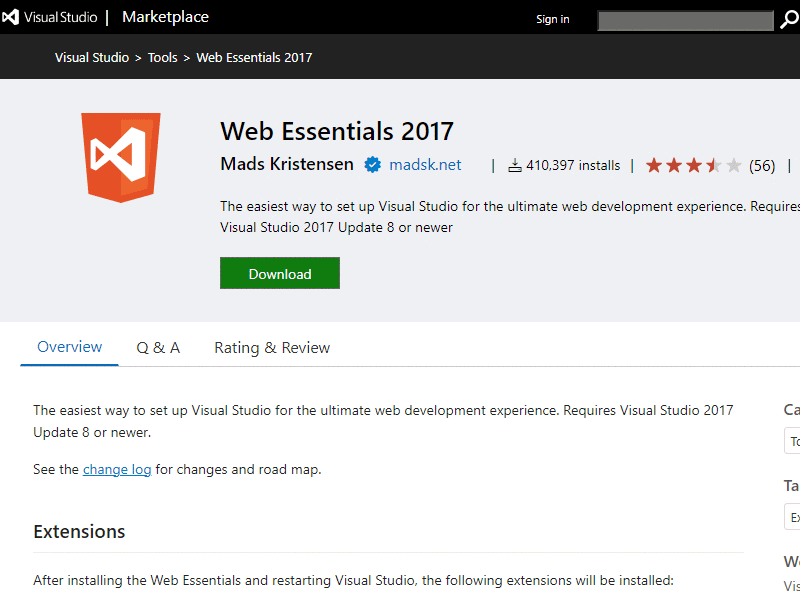 Visual Studio | Marketplace
Sign in
Visual Studio > Tools > Web Essentials 2017
Web Essentials 2017
Mads Kristensen madsk.net | 410,397 installs | (56) |
The easiest way to set up Visual Studio for the ultimate web development experience. Requires
Visual Studio 2017 Update 8 or newer
Download
Overview Q & A Rating & Review
The easiest way to set up Visual Studio for the ultimate web development experience. Requires Visual Studio 2017
Update 8 or newer.
See the change log for changes and road map.
Extensions
After installing the Web Essentials and restarting Visual Studio, the following extensions will be installed:
Ca
To
Ta
Ex
Wo
Vis